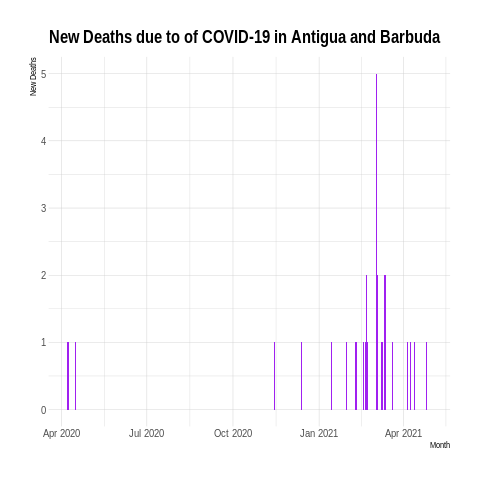 New Deaths due to of COVID-19 in Antigua and Barbuda
New Deaths
5
4
3
2
1
0
Apr 2020 Jul 2020 Oct 2020 Jan 2021 Apr 2021
Month